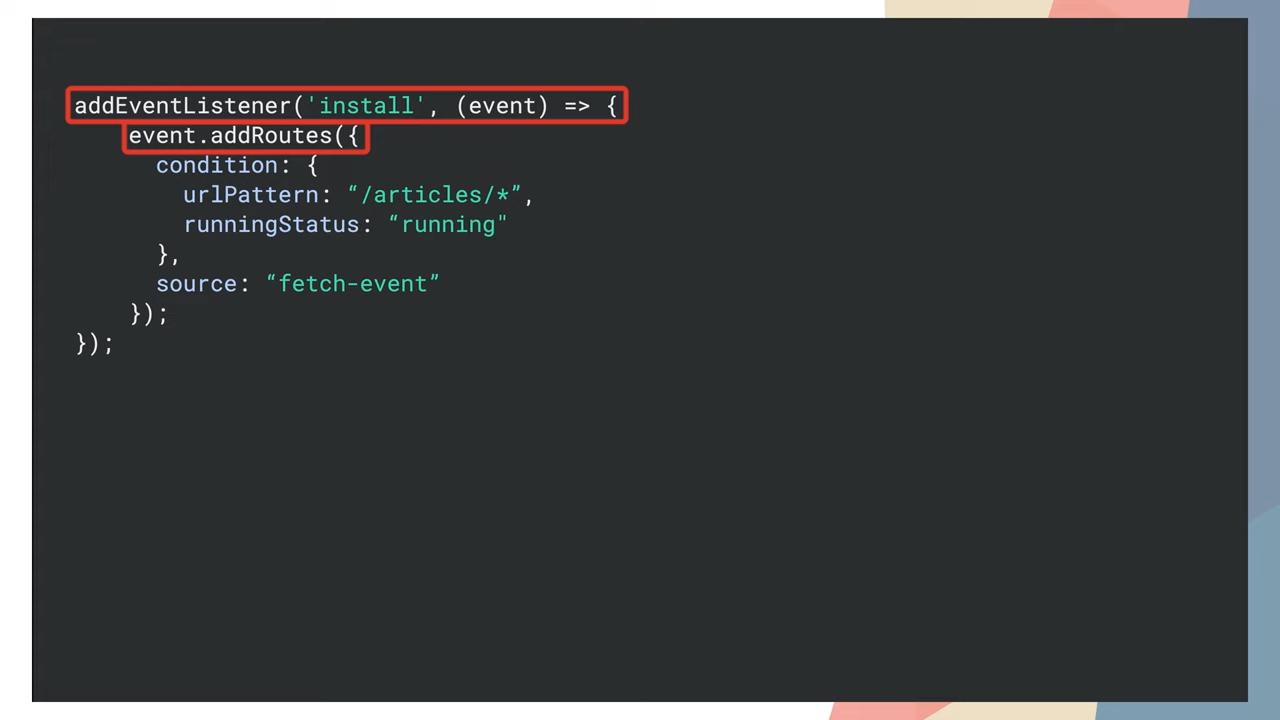 addEventListener('install', (event) => {
    event.addRoutes({
      condition: {
        urlPattern: “/articles/*”,
        runningStatus: “running"
      },
      source: “fetch-event”
    });
});